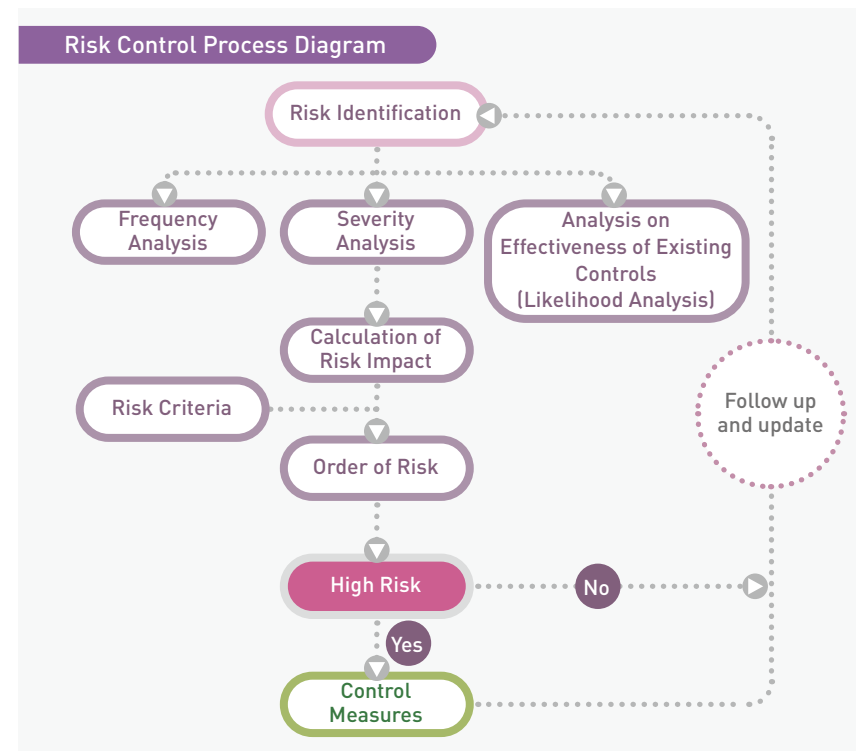 Risk Control Process Diagram
Risk Identification
Frequency
Analysis
Severity
Analysis
Analysis on
Effectiveness of Existing
Controls
(Likelihood Analysis)
Calculation of
Risk Impact
Risk Criteria
Follow up
and update
Order of Risk
High Risk
No
Yes
Control
Measures